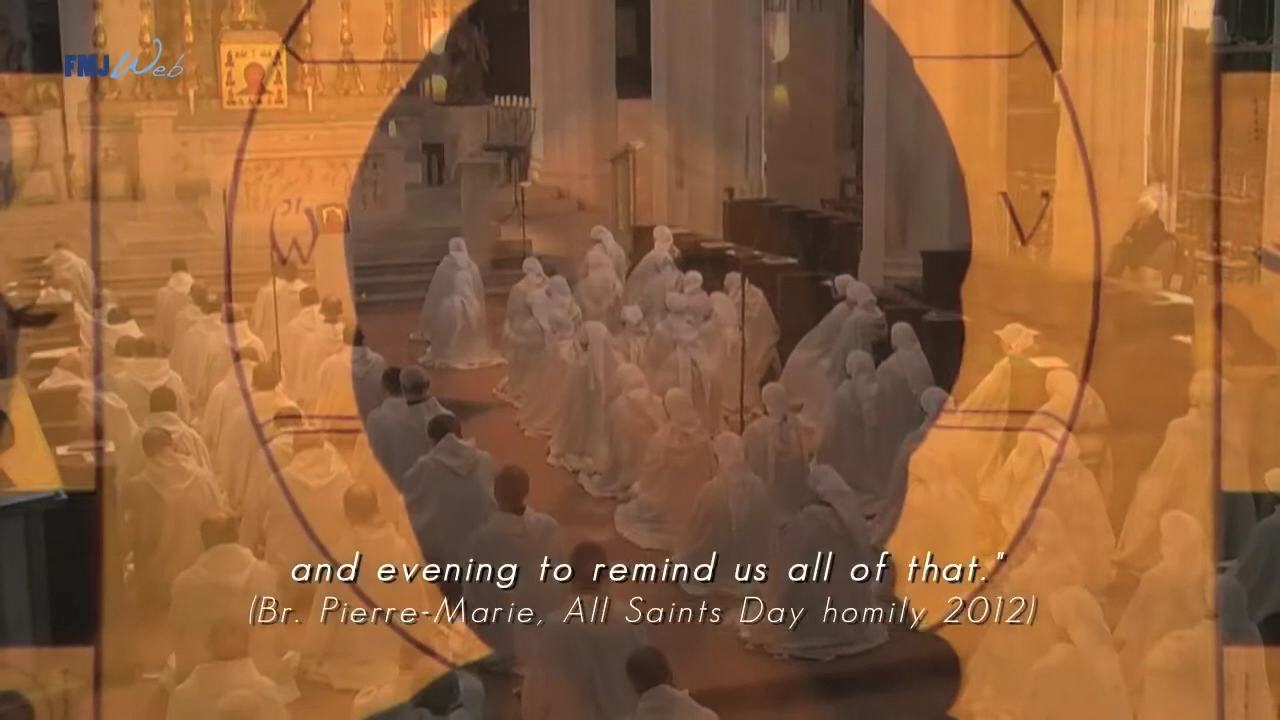 FMJ Web
ω ν
and evening to remind us all of that."
(Br. Pierre-Marie, All Saints Day homily 2012)